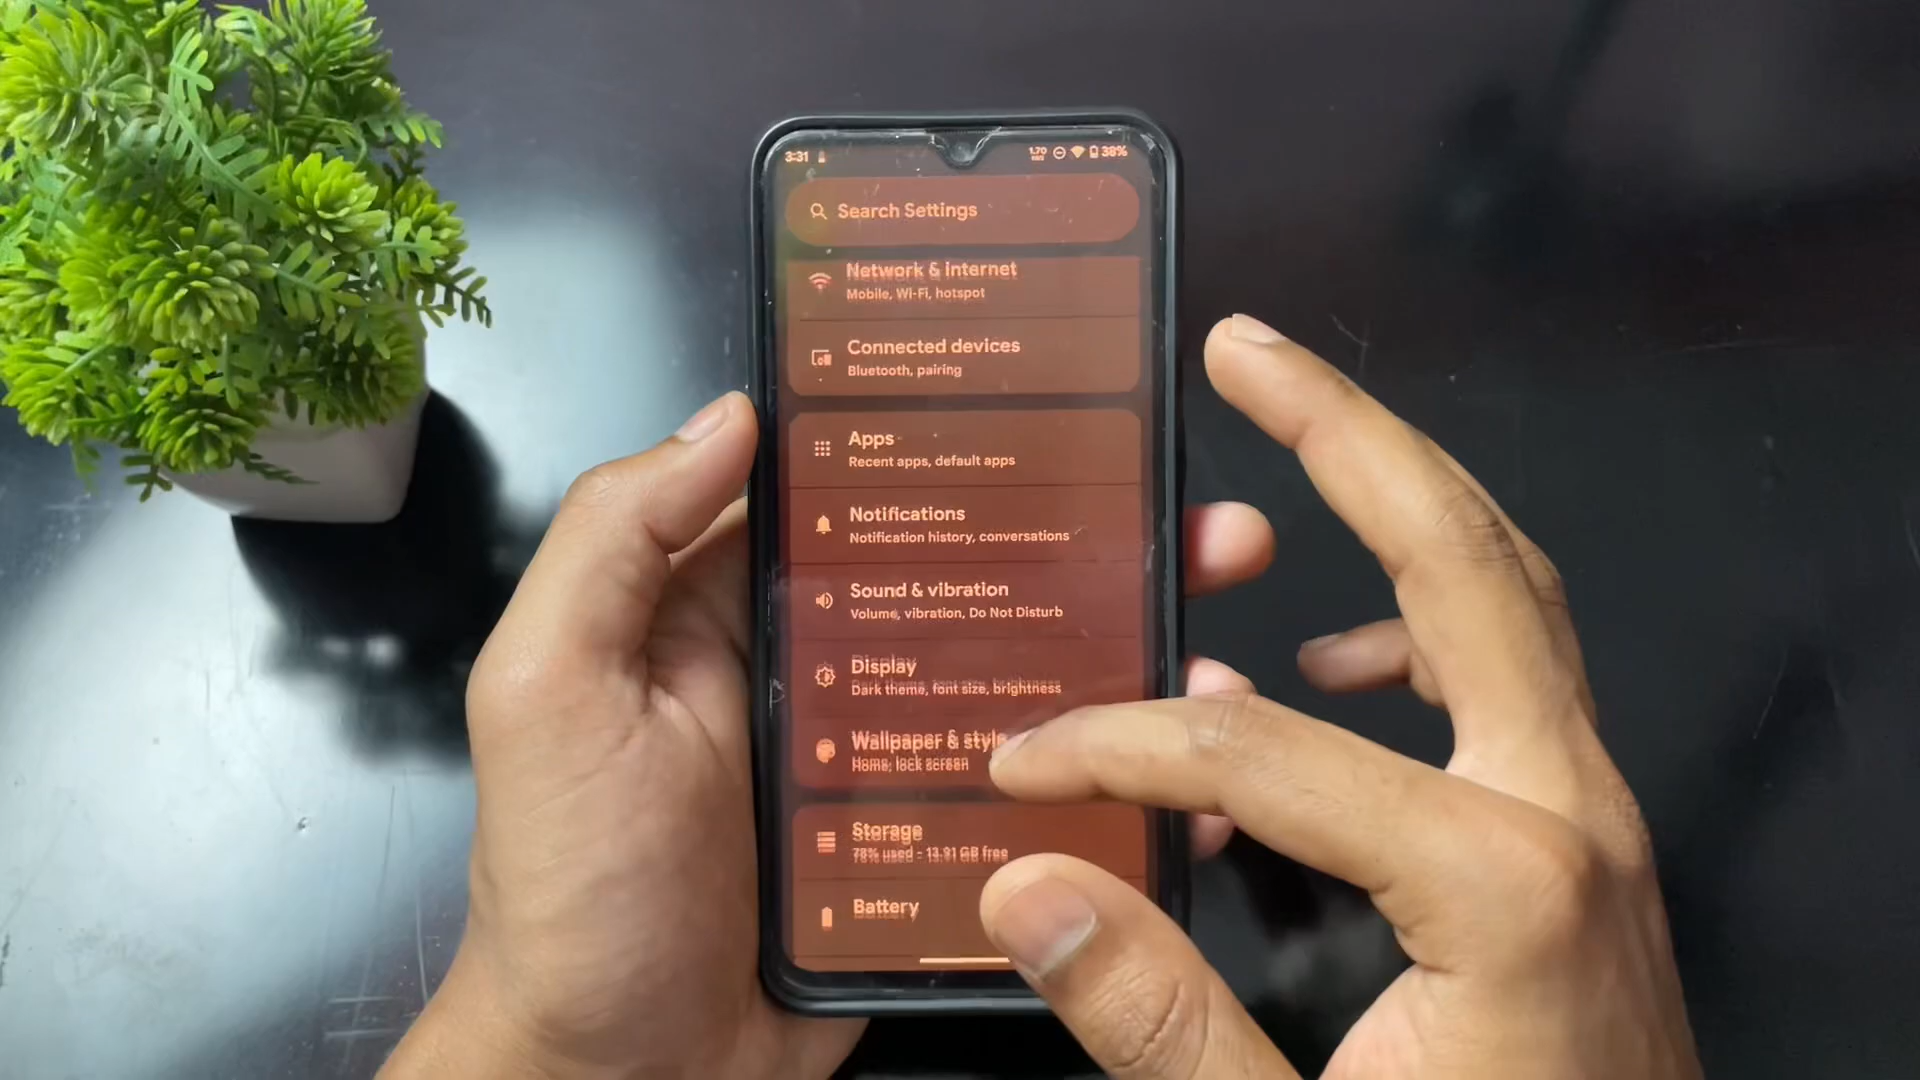 3:31 1.70 38%
Search Settings
Network & internet
Mobile, Wi-Fi, hotspot
Connected devices
Bluetooth, pairing
Apps
Recent apps, default apps
Notifications
Notification history, conversations
Sound & vibration
Volume, vibration, Do Not Disturb
Display
Dark theme, font size, brightness
Wallpaper & style
Home, lock screen
Storage
78% used - 13.91 GB free
Battery